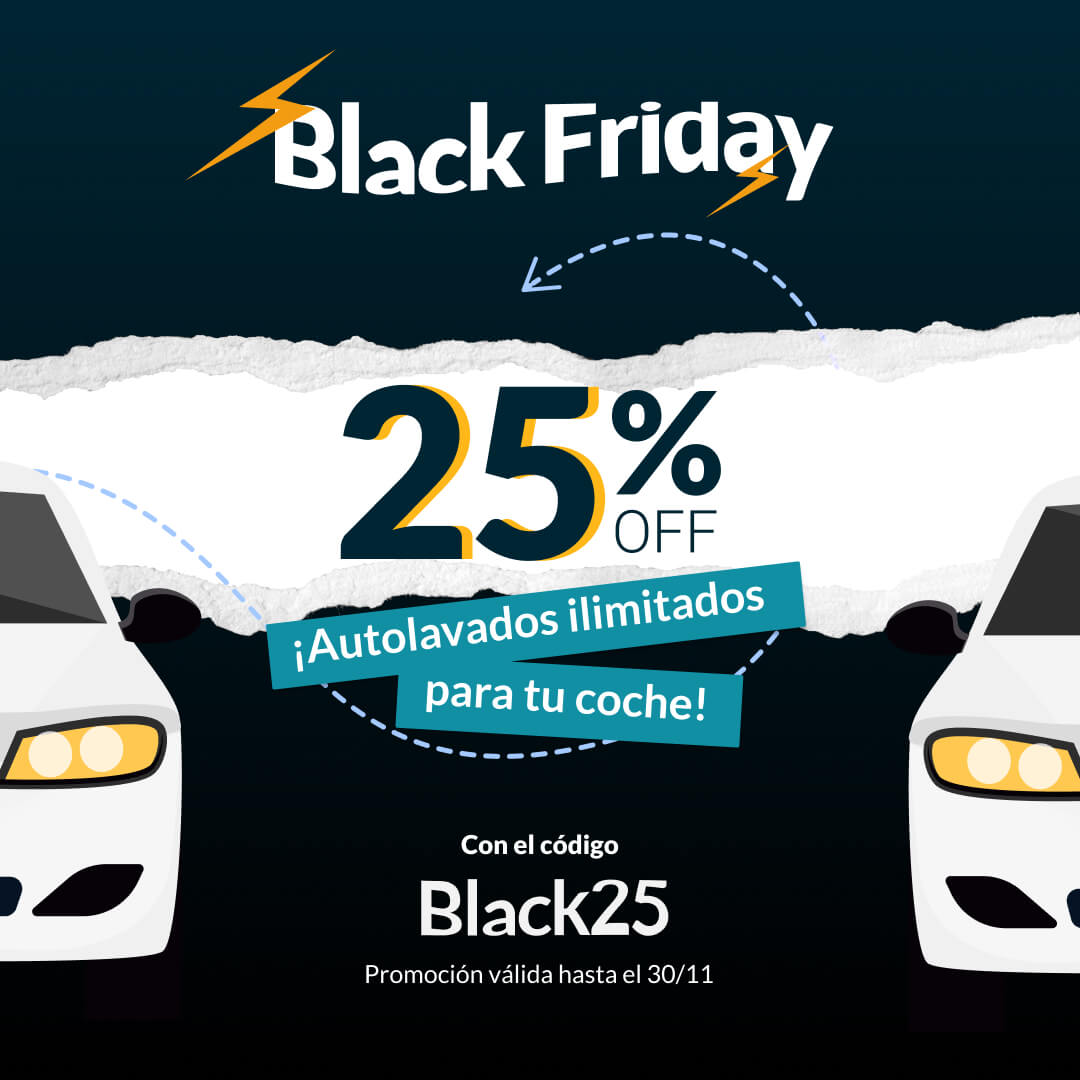 Black Friday
25%
OFF
¡Autolavados ilimitados
para tu coche!
Con el código
Black25
Promoción válida hasta el 30/11